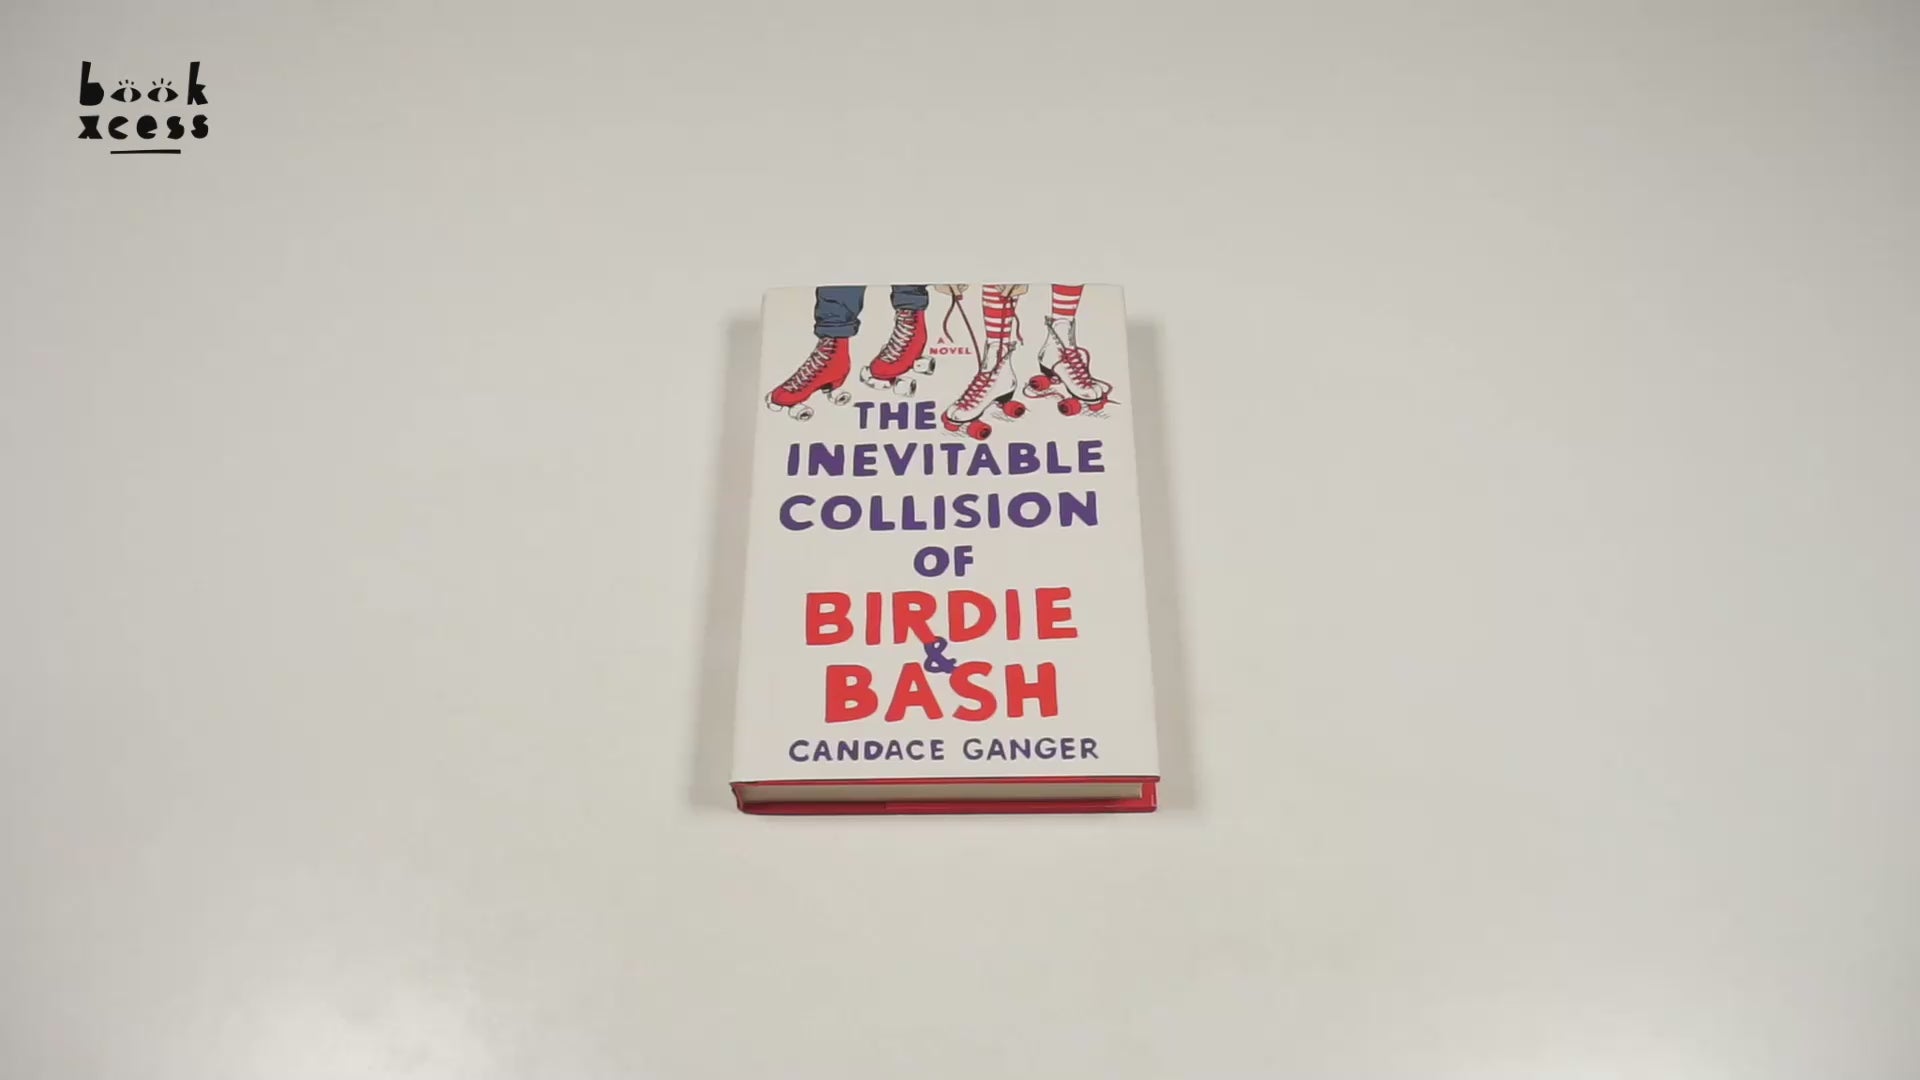 book
xcess
A
NOVEL
THE
INEVITABLE
COLLISION
OF
BIRDIE
&
BASH
CANDACE GANGER